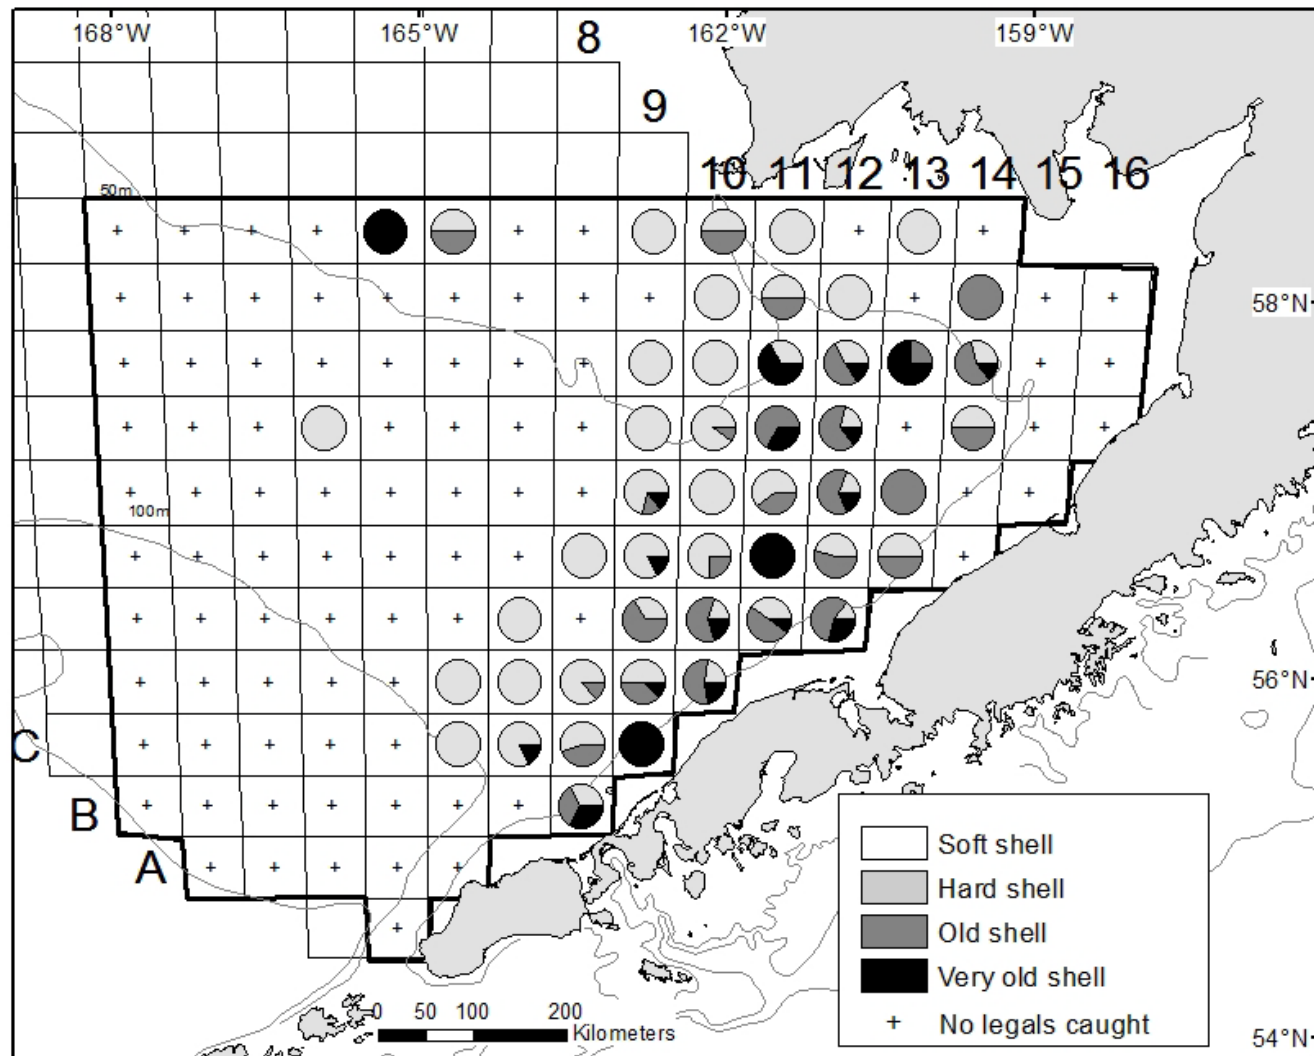 168°W 165°W 162°W 159°W
8
9
10 11 12 13 14 15 16
50m
58°N
100m
56°N
C
B
A
Soft shell
Hard shell
Old shell
Very old shell
+ No legals caught
0 50 100 200
Kilometers
54°N